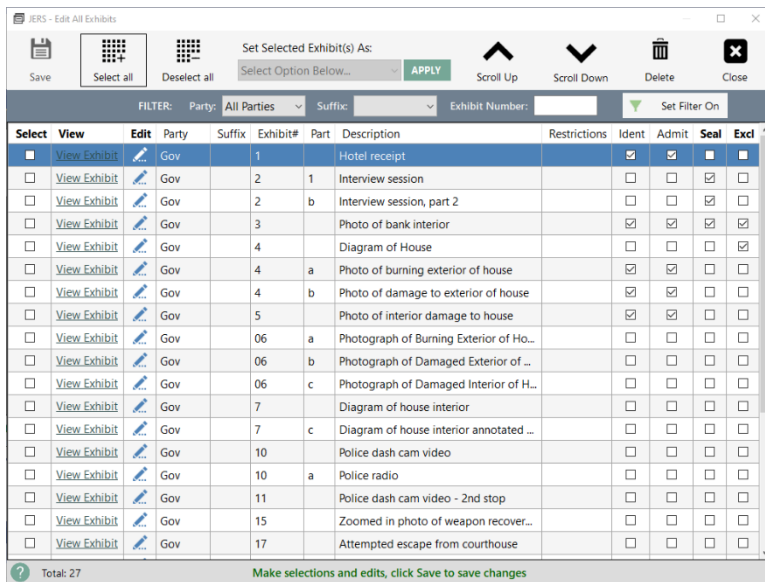 JERS - Edit All Exhibits
Save Select all Deselect all Set Selected Exhibit(s) As: Select Option Below... APPLY Scroll Up Scroll Down Delete Close
FILTER: Party: All Parties Suffix: Exhibit Number: Set Filter On
Select View Edit Party Suffix Exhibit# Part Description Restrictions Ident Admit Seal Excl
View Exhibit Gov 1 Hotel receipt
View Exhibit Gov 2 1 Interview session
View Exhibit Gov 2 b Interview session, part 2
View Exhibit Gov 3 Photo of bank interior
View Exhibit Gov 4 Diagram of House
View Exhibit Gov 4 a Photo of burning exterior of house
View Exhibit Gov 4 b Photo of damage to exterior of house
View Exhibit Gov 5 Photo of interior damage to house
View Exhibit Gov 06 a Photograph of Burning Exterior of Ho...
View Exhibit Gov 06 b Photograph of Damaged Exterior of ...
View Exhibit Gov 06 c Photograph of Damaged Interior of H...
View Exhibit Gov 7 Diagram of house interior
View Exhibit Gov 7 c Diagram of house interior annotated ...
View Exhibit Gov 10 Police dash cam video
View Exhibit Gov 10 a Police radio
View Exhibit Gov 11 Police dash cam video - 2nd stop
View Exhibit Gov 15 Zoomed in photo of weapon recover...
View Exhibit Gov 17 Attempted escape from courthouse
? Total: 27 Make selections and edits, click Save to save changes